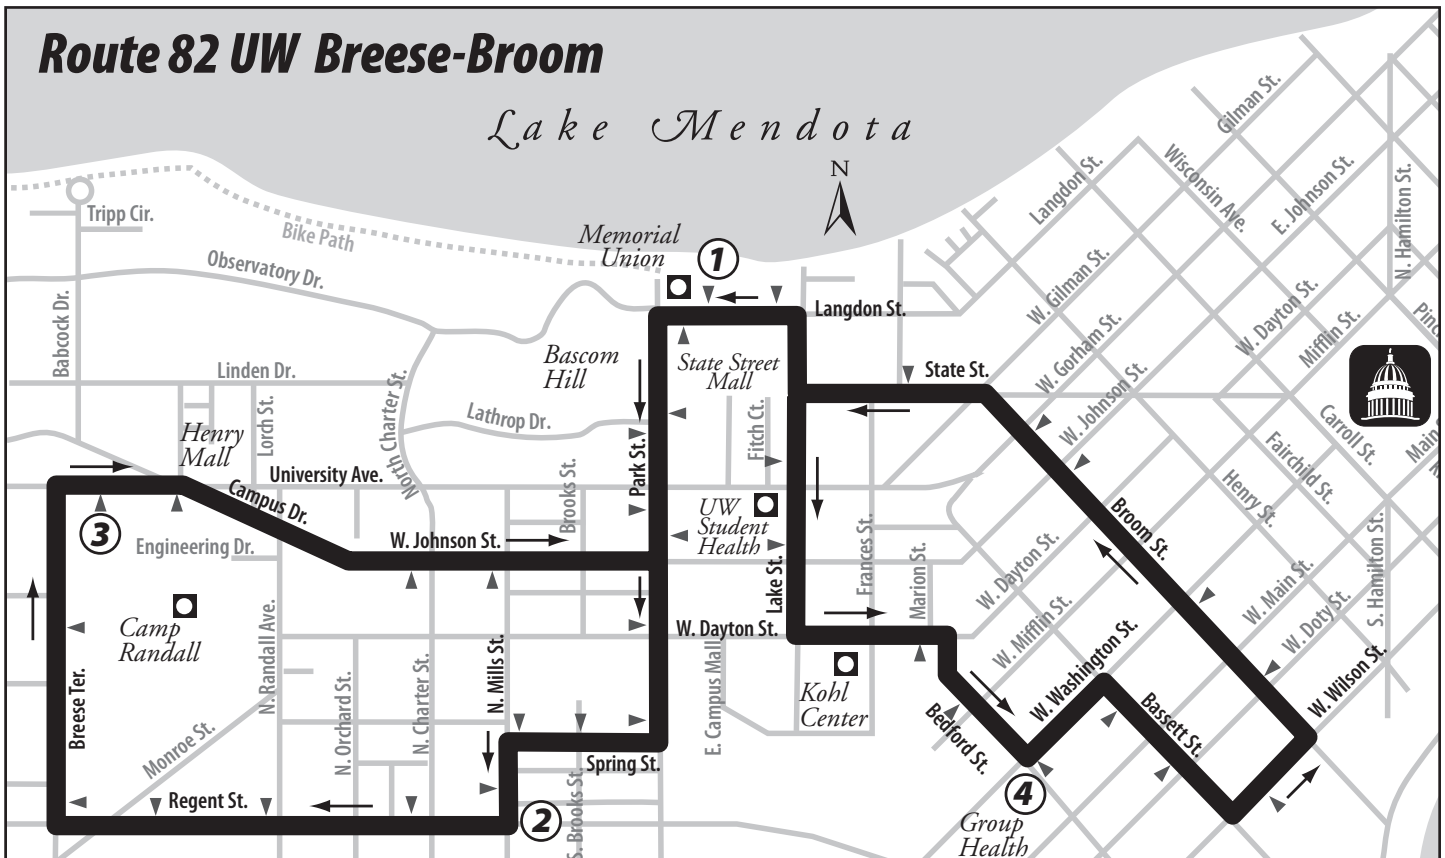 Route 82 UW Breese-Broom
Lake Mendota
N
Gilman St.
Wisconsin Ave.
E. Johnson St.
N. Hamilton St.
Langdon St.
Tripp Cir.
Bike Path
Observatory Dr.
Babcock Dr.
Memorial
Union
1
Langdon St.
W. Gilman St.
W. Gorham St.
W. Johnson St.
W. Dayton St.
Mifflin St.
Linden Dr.
Lorch St.
Henry
Mall
North Charter St.
Bascom
Hill
Lathrop Dr.
State Street
Mall
State St.
Fitch Ct.
Park St.
Carroll St.
Fairchild St.
Henry St.
University Ave.
Campus Dr.
3
Engineering Dr.
W. Johnson St.
Brooks St.
UW
Student
Health
Lake St.
Frances St.
Marion St.
Broom St.
W. Dayton St.
W. Mifflin St.
W. Main St.
W. Doty St.
S. Hamilton St.
Camp
Randall
N. Randall Ave.
Breese Ter.
Monroe St.
N. Orchard St.
N. Charter St.
N. Mills St.
W. Dayton St.
E. Campus Mall
Kohl
Center
Bedford St.
W. Washington St.
Bassett St.
W. Wilson St.
Spring St.
Regent St.
2
S. Brooks St.
4
Group
Health